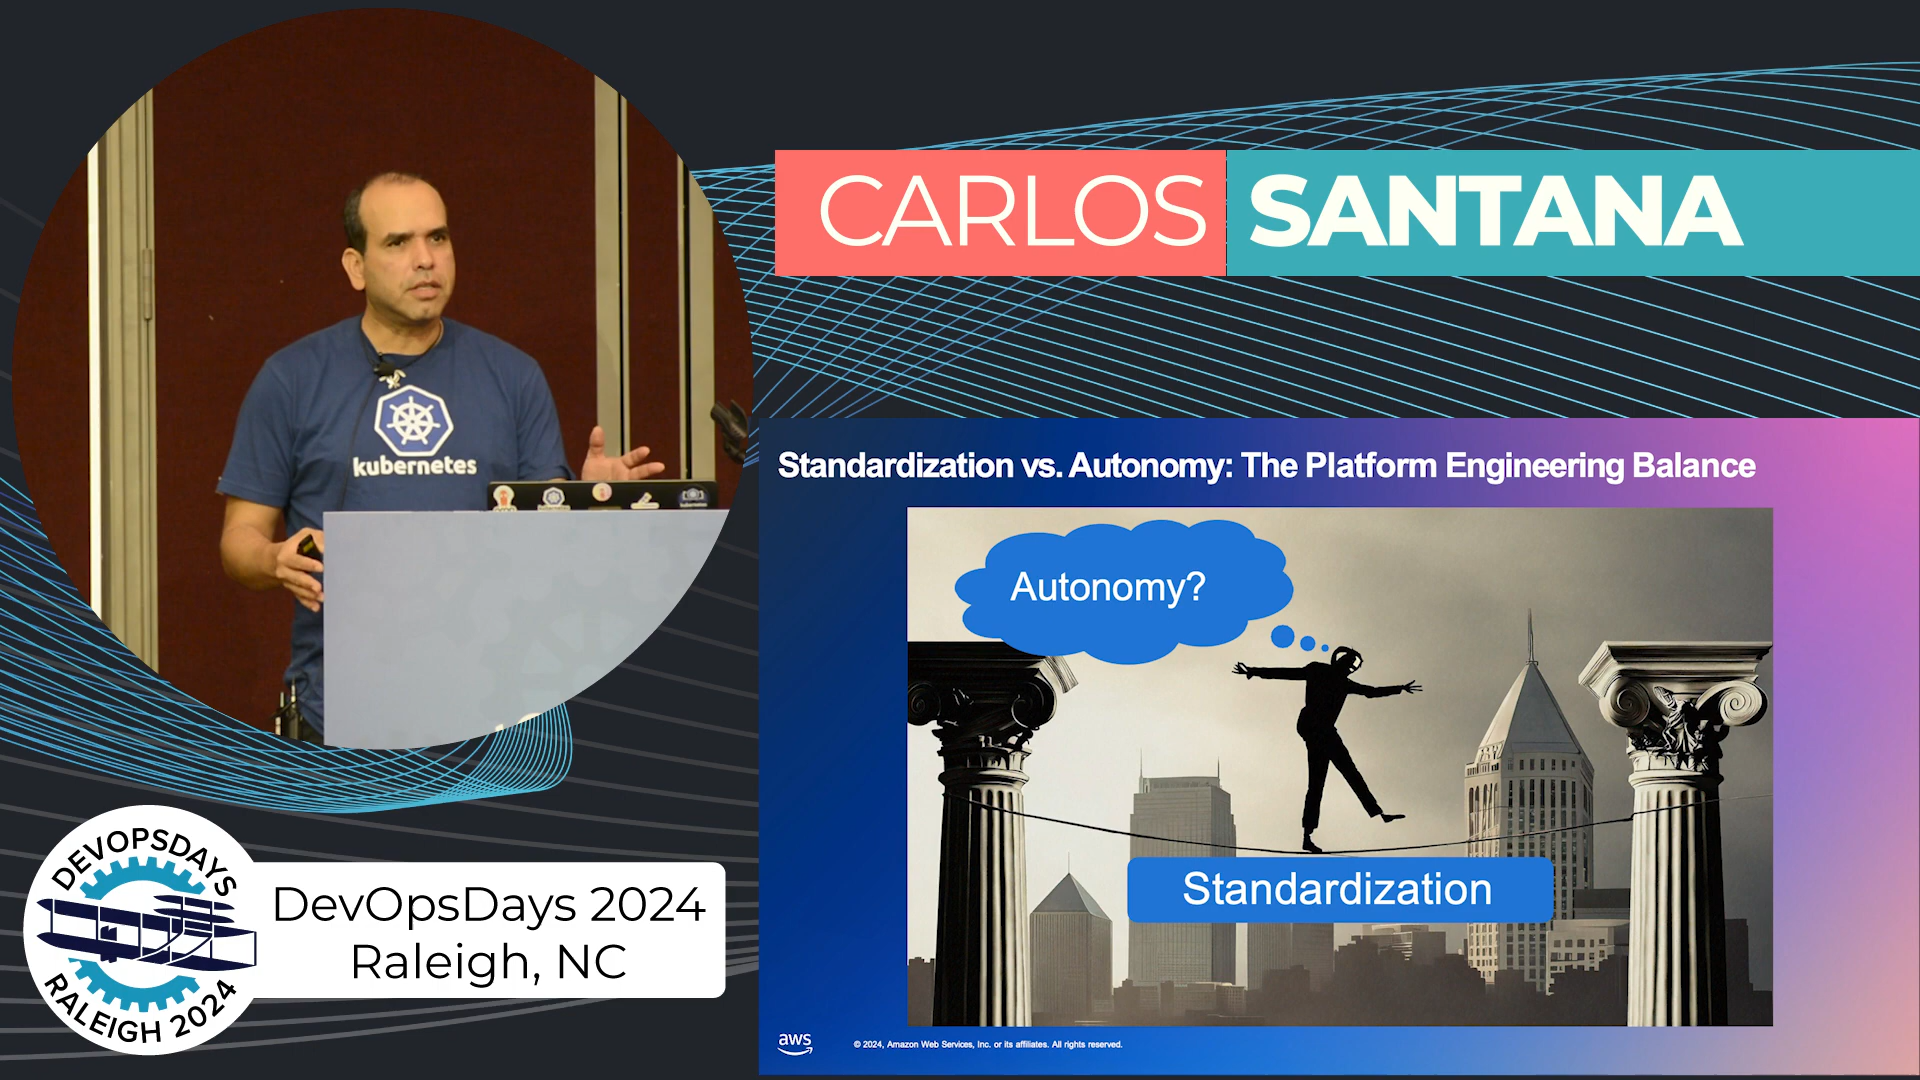 CARLOS SANTANA
kubernetes
Standardization vs. Autonomy: The Platform Engineering Balance
Autonomy?
Standardization
aws
© 2024, Amazon Web Services, Inc. or its affiliates. All rights reserved.
DEVOPSDAYS
RALEIGH 2024
DevOpsDays 2024
Raleigh, NC